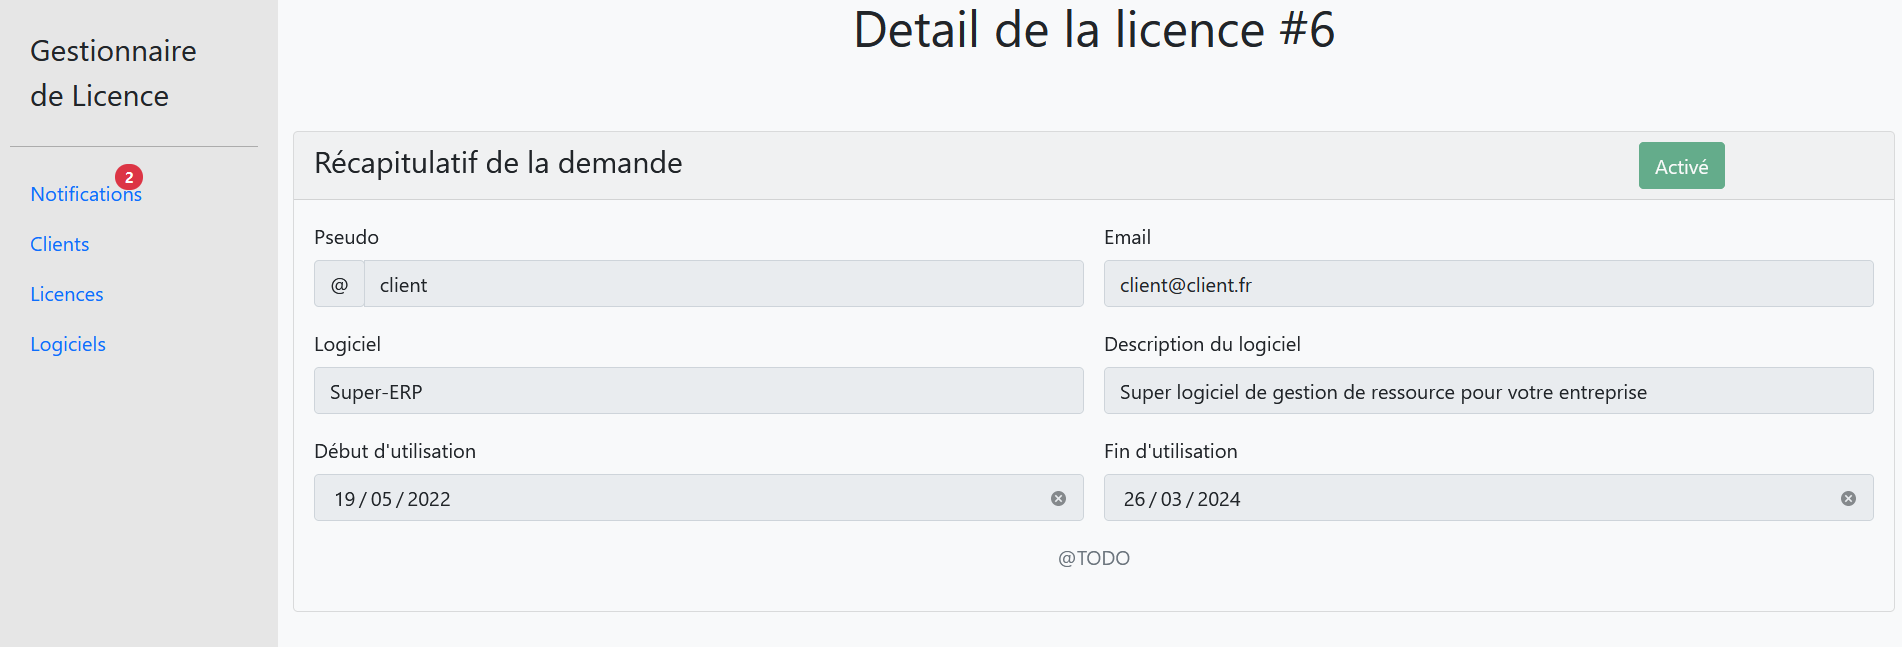 Gestionnaire
de Licence
Notifications 2
Clients
Licences
Logiciels
Detail de la licence #6
Récapitulatif de la demande Activé
Pseudo Email
@ client client@client.fr
Logiciel Description du logiciel
Super-ERP Super logiciel de gestion de ressource pour votre entreprise
Début d'utilisation Fin d'utilisation
19/05/2022 26/03/2024
@TODO